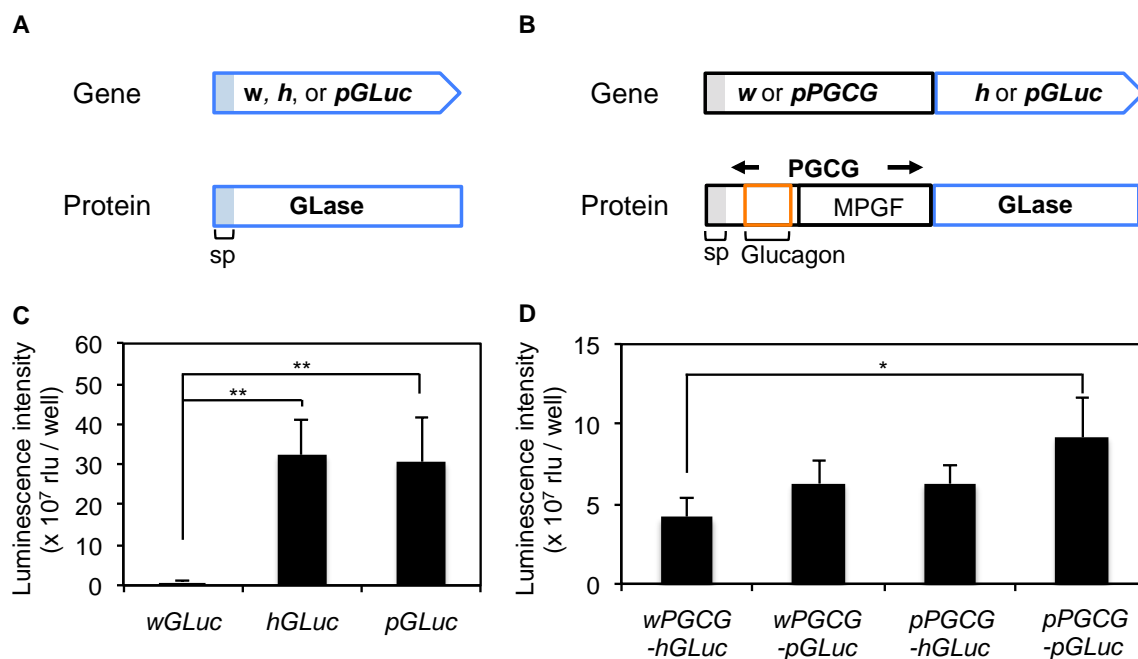 A
Gene
w, h, or pGLuc
Protein
GLase
sp
B
Gene
w or pPGCG
h or pGLuc
PGCG
Protein
MPGF
GLase
sp
Glucagon
C
Luminescence intensity
(x 10⁷ rlu / well)
60
50
40
30
20
10
0
**
**
wGLuc
hGLuc
pGLuc
D
Luminescence intensity
(x 10⁷ rlu / well)
15
10
5
0
*
wPGCG
-hGLuc
wPGCG
-pGLuc
pPGCG
-hGLuc
pPGCG
-pGLuc